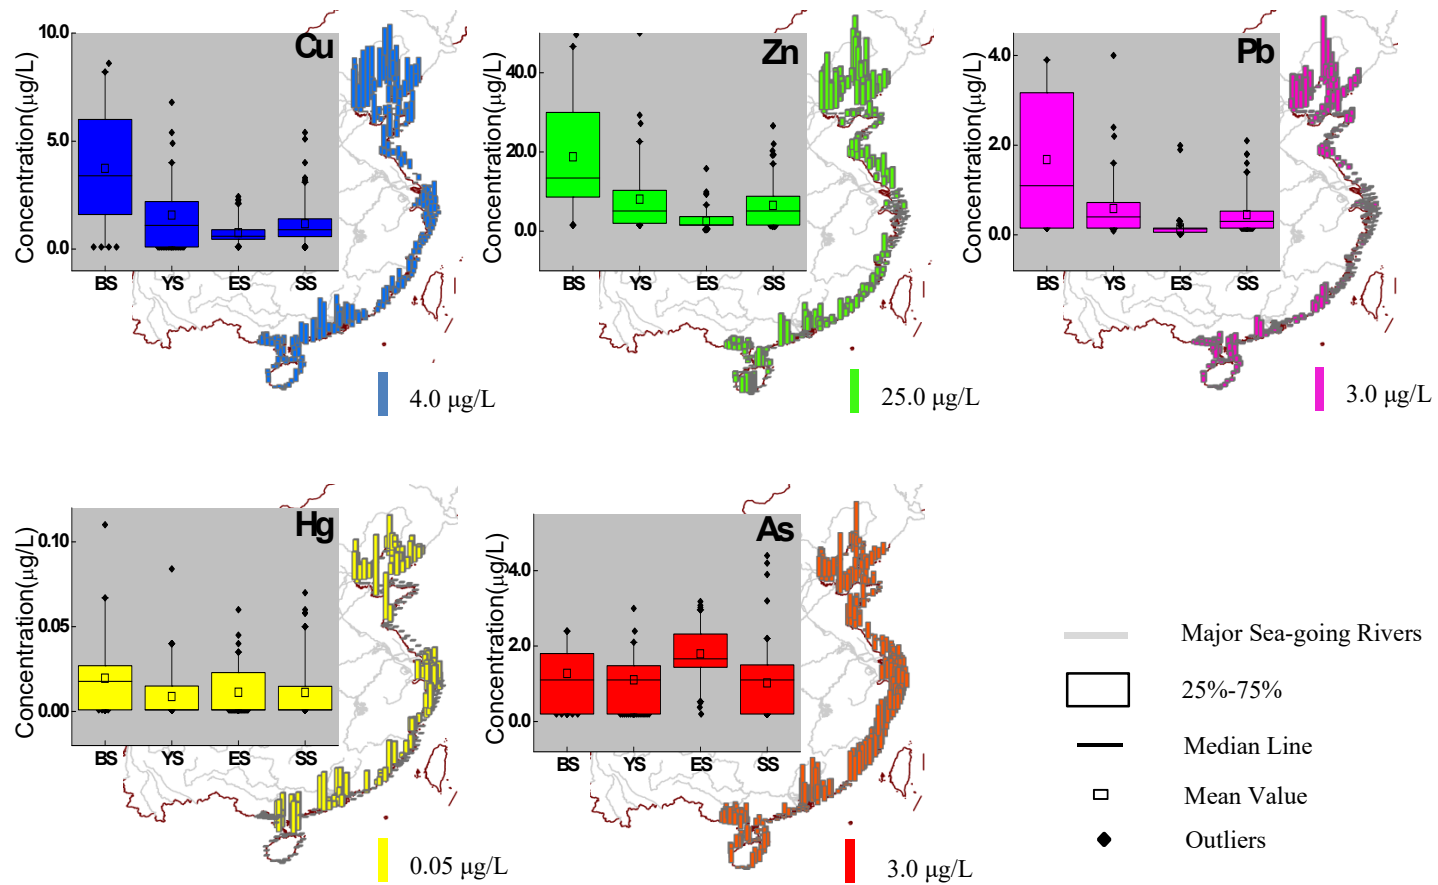 Cu
Concentration(μg/L)
10.0
5.0
0.0
BS YS ES SS
4.0 μg/L
Zn
Concentration(μg/L)
40.0
20.0
0.0
BS YS ES SS
25.0 μg/L
Pb
Concentration(μg/L)
4.0
2.0
0.0
BS YS ES SS
3.0 μg/L
Hg
Concentration(μg/L)
0.10
0.05
0.00
BS YS ES SS
0.05 μg/L
As
Concentration(μg/L)
4.0
2.0
0.0
BS YS ES SS
3.0 μg/L
Major Sea-going Rivers
25%-75%
Median Line
Mean Value
Outliers